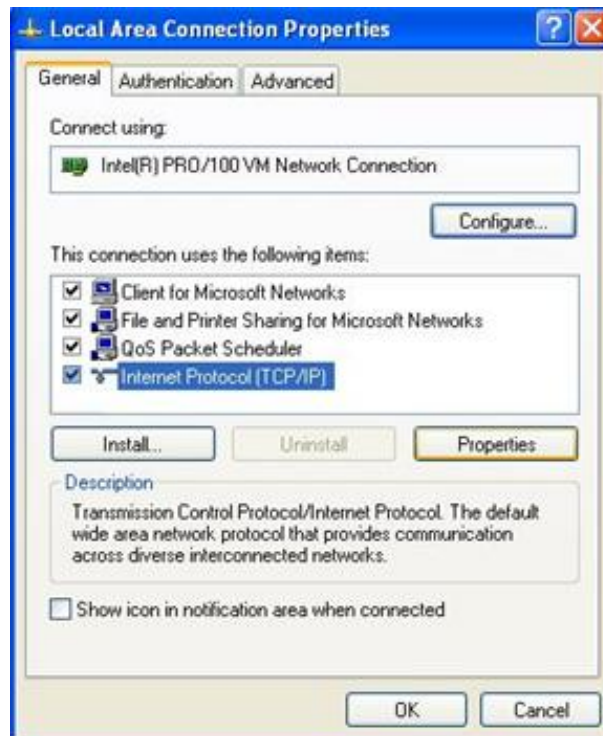 Local Area Connection Properties
General Authentication Advanced
Connect using:
Intel(R) PRO/100 VM Network Connection
Configure...
This connection uses the following items:
Client for Microsoft Networks
File and Printer Sharing for Microsoft Networks
QoS Packet Scheduler
Internet Protocol (TCP/IP)
Install... Uninstall Properties
Description
Transmission Control Protocol/Internet Protocol. The default
wide area network protocol that provides communication
across diverse interconnected networks.
Show icon in notification area when connected
OK Cancel